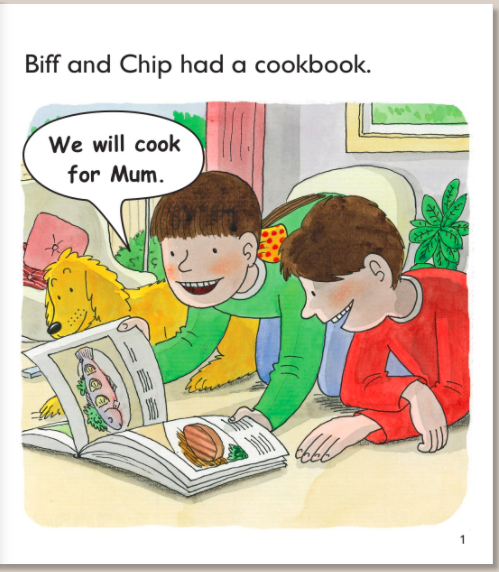 Biff and Chip had a cookbook.
We will cook
for Mum.
1